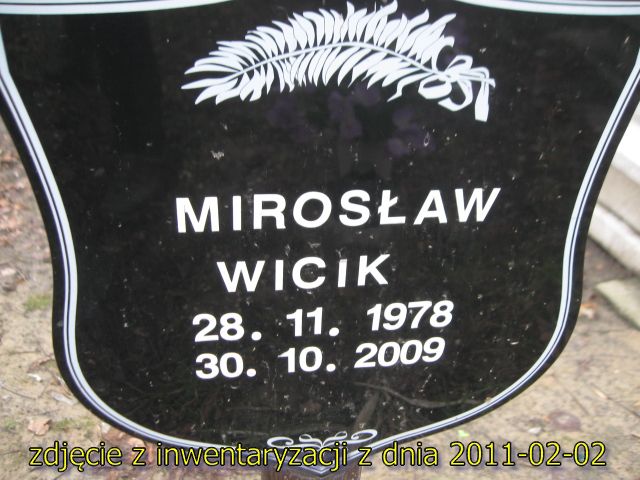 MIROSŁAW
WICIK
28. 11. 1978
30. 10. 2009
zdjęcie z inwentaryzacji z dnia 2011-02-02